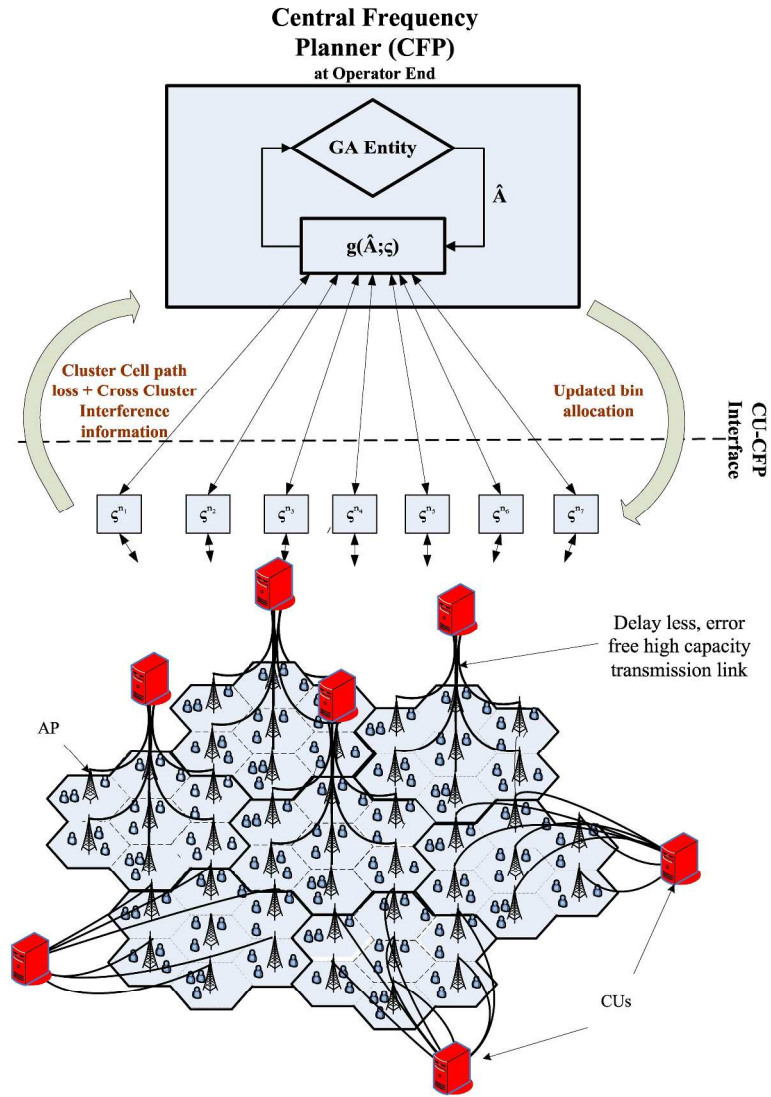 Central Frequency
Planner (CFP)
at Operator End
GA Entity
Â
g(Â;ς)
Cluster Cell path
loss + Cross Cluster
Interference
information
Updated bin
allocation
CU-CFP
Interface
ς^n₁
ς^n₂
ς^n₃
ς^n₄
ς^n₅
ς^n₆
ς^n₇
Delay less, error
free high capacity
transmission link
AP
CUs